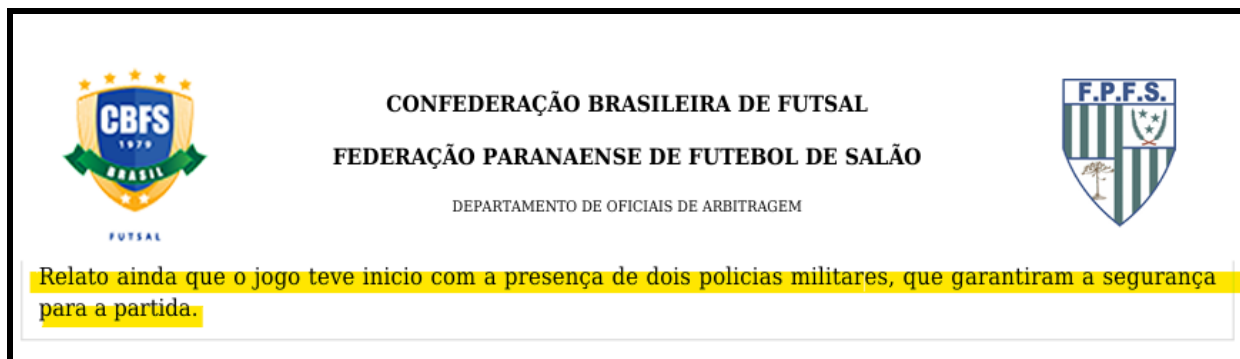 CBFS
1979
BRASIL
FUTSAL
CONFEDERAÇÃO BRASILEIRA DE FUTSAL
FEDERAÇÃO PARANAENSE DE FUTEBOL DE SALÃO
DEPARTAMENTO DE OFICIAIS DE ARBITRAGEM
F.P.F.S.
Relato ainda que o jogo teve inicio com a presença de dois policias militares, que garantiram a segurança
para a partida.